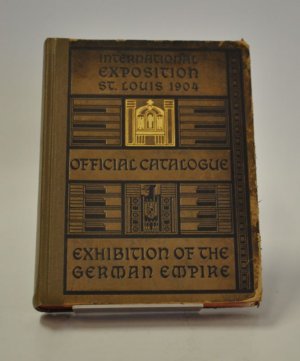 INTERNATIONAL
EXPOSITION
ST. LOUIS 1904
OFFICIAL CATALOGUE
EXHIBITION OF THE
GERMAN EMPIRE